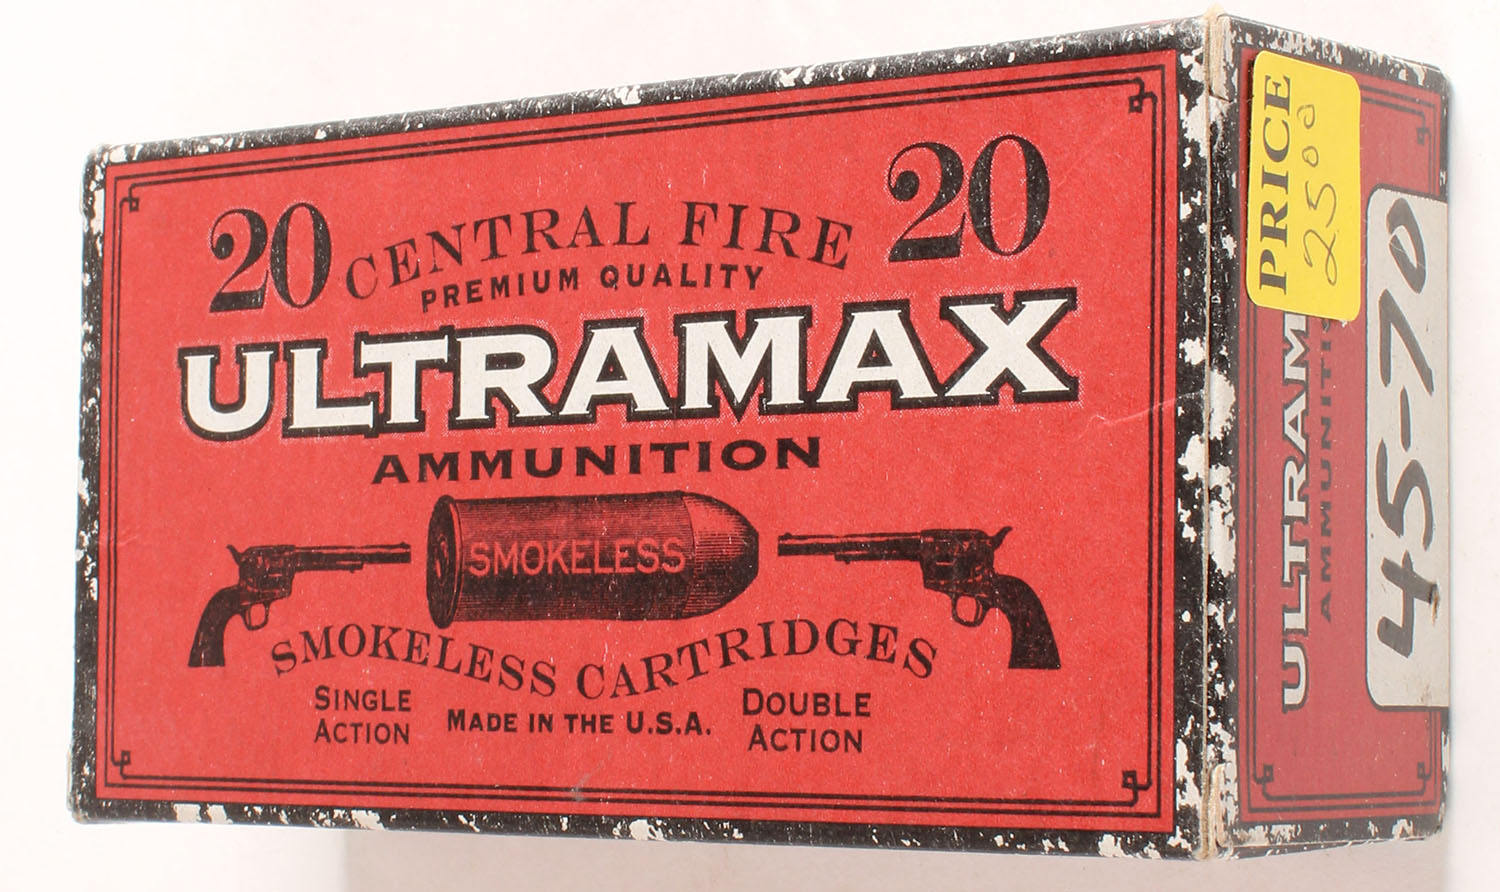 20 CENTRAL FIRE 20
PREMIUM QUALITY
ULTRAMAX
AMMUNITION
SMOKELESS
SMOKELESS CARTRIDGES
SINGLE ACTION
MADE IN THE U.S.A.
DOUBLE ACTION
PRICE
2500
ULTRAM
AMMUNITI
45-70